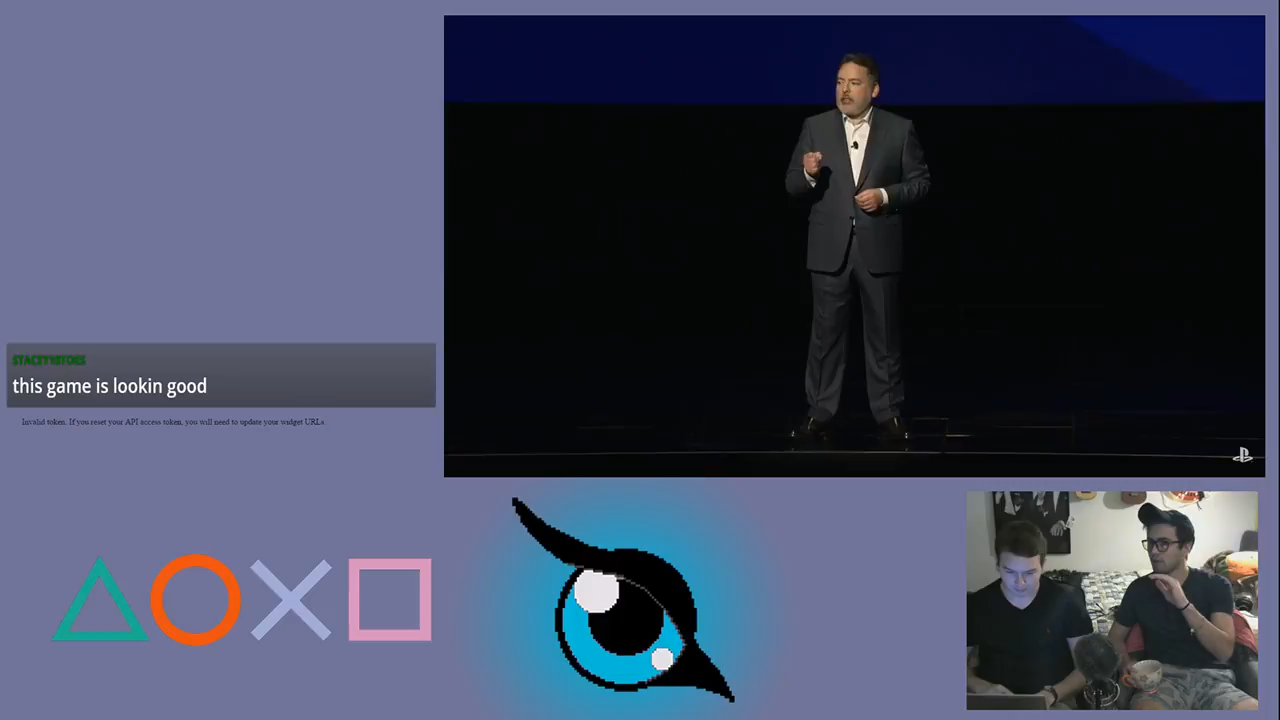 this game is lookin good
Invalid token. If you reset your API access token, you will need to update your widget URLs.